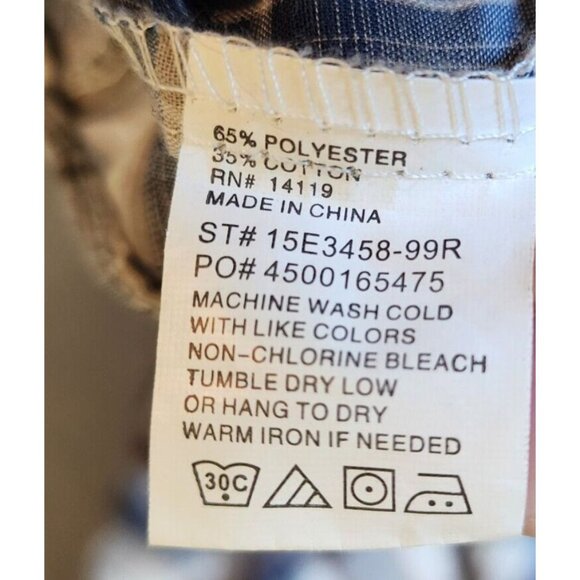 65% POLYESTER
35% COTTON
RN# 14119
MADE IN CHINA
ST# 15E3458-99R
PO# 4500165475
MACHINE WASH COLD
WITH LIKE COLORS
NON-CHLORINE BLEACH
TUMBLE DRY LOW
OR HANG TO DRY
WARM IRON IF NEEDED
30C